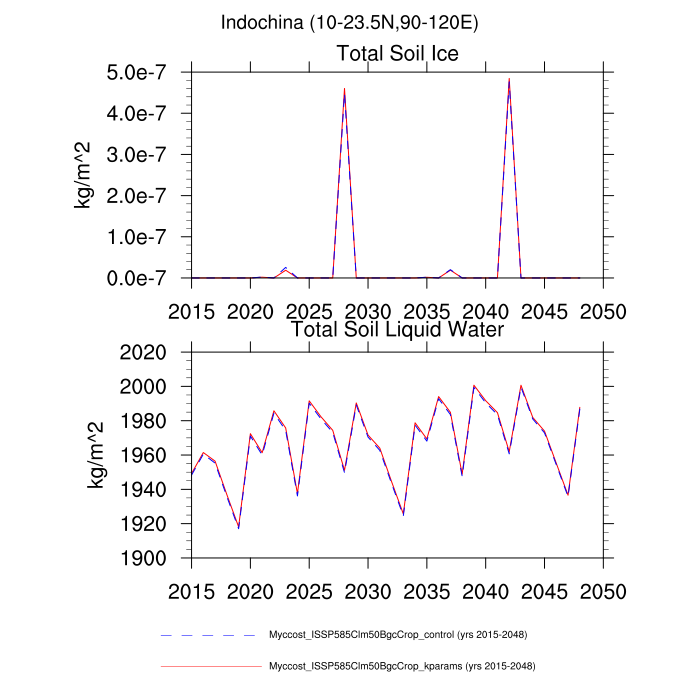 Indochina (10-23.5N,90-120E)
Total Soil Ice
5.0e-7
4.0e-7
3.0e-7
2.0e-7
1.0e-7
0.0e-7
kg/m^2
2015 2020 2025 2030 2035 2040 2045 2050
Total Soil Liquid Water
2020
2000
1980
1960
1940
1920
1900
kg/m^2
2015 2020 2025 2030 2035 2040 2045 2050
Myccost_ISSP585Clm50BgcCrop_control (yrs 2015-2048)
Myccost_ISSP585Clm50BgcCrop_kparams (yrs 2015-2048)